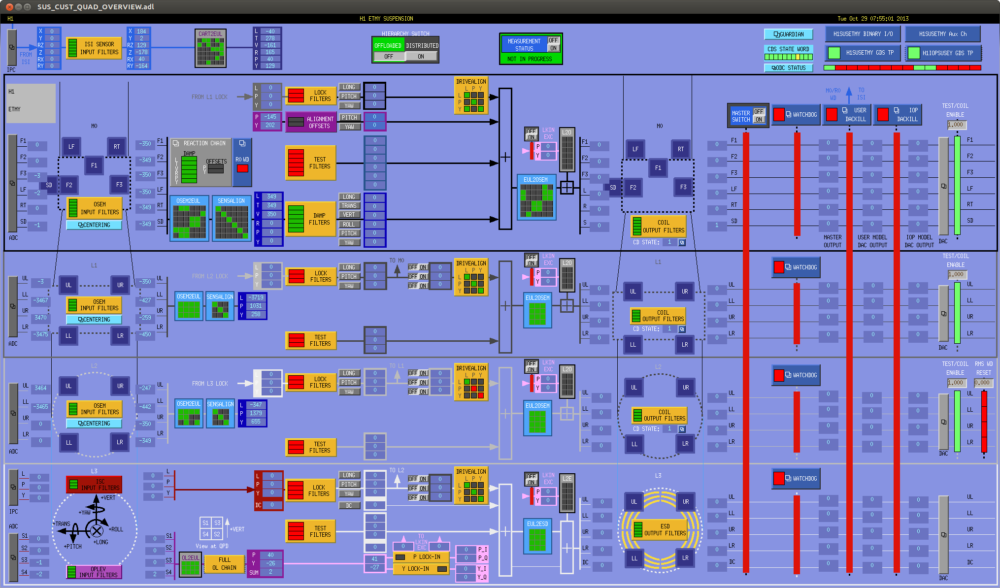 SUS_CUST_QUAD_OVERVIEW.adl
H1
H1 ETMY SUSPENSION
Tue Oct 29 07:55:01 2013
IPC
FROM
ISI
X 0
Y 0
RZ 0
Z 0
RX 0
RY 0
ISI SENSOR
INPUT FILTERS
X 184
Y 2
RZ 129
Z -178
RX 40
RY -164
CART2EUL
L -40
T 278
V -161
R 165
P 40
Y 129
HIERARCHY SWITCH
OFFLOADED DISTRIBUTED
OFF ON
MEASUREMENT
STATUS
OFF
ON
NOT IN PROGRESS
GUARDIAN
CDS STATE WORD
ODC STATUS
H1SUSETMY BINARY I/O
H1SUSETMY Aux Ch
H1SUSETMY GDS TP
H1IOPSUSEY GDS TP
H1
ETMY
M0
ADC
F1 0
F2 0
F3 -3
LF -2
RT 0
SD -1
LF
RT
F1
SD
F2
F3
OSEM
INPUT FILTERS
CENTERING
-350 F1
-349 F2
-350 F3
-350 LF
-349 RT
-349 SD
REACTION CHAIN
DAMP
L
T
V
R
P
Y
OFFSETS
P
Y
R0 WD
OSEM2EUL
SENSALIGN
FROM L1 LOCK
L 0
P 0
Y 0
LOCK
FILTERS
LONG 0
PITCH 0
YAW 0
P -145
Y 202
ALIGNMENT
OFFSETS
PITCH 0
YAW 0
TEST
FILTERS
0
0
0
0
0
0
L 349
T 349
V 350
R 0
P 0
Y 0
DAMP
FILTERS
LONG 0
TRANS 0
VERT 0
ROLL 0
PITCH 0
YAW 0
DRIVEALIGN
L P Y
L
P
Y
OFF
ON
LKIN
EXC
P 0
Y 0
L2O
EUL2OSEM
F1 0
F2 0
F3 0
L 0
R 0
S 0
M0
LF
RT
F1
SD
F2
F3
COIL
OUTPUT FILTERS
CD STATE: 1
0 F1
0 F2
0 F3
0 LF
0 RT
1 SD
MASTER
SWITCH
OFF
ON
WATCHDOG
M0/R0
WD
TO
ISI
USER
DACKILL
IOP
DACKILL
TEST/COIL
ENABLE
1.000
0 0 0 F1
0 0 0 F2
0 0 0 F3
0 0 0 LF
0 0 0 RT
0 0 0 SD
MASTER
OUTPUT
USER MODEL
DAC OUTPUT
IOP MODEL
DAC OUTPUT
DAC
L1
ADC
UL -3
LL -3467
UR 3470
LR -3475
UL
UR
OSEM
INPUT FILTERS
CENTERING
LL
LR
-350 UL
-427 LL
-259 UR
-450 LR
OSEM2EUL
SENSALIGN
L -3719
P 1031
Y 258
FROM L2 LOCK
L 0
P 0
Y 0
LOCK
FILTERS
LONG 0
PITCH 0
YAW 0
TO M0
OFF ON 0
OFF ON 0
OFF ON 0
DRIVEALIGN
L P Y
L
P
Y
TEST
FILTERS
0
0
0
OFF
ON
LKIN
EXC
P 0
Y 0
L2O
EUL2OSEM
UL 0
LL 0
UR 0
LR 0
L1
UL
UR
COIL
OUTPUT FILTERS
CD STATE: 1
LL
LR
0 UL
0 LL
0 UR
0 LR
WATCHDOG
TEST/COIL
ENABLE
1.000
0 0 0 UL
0 0 0 LL
0 0 0 UR
0 0 0 LR
DAC
L2
ADC
UL 3464
LL -3465
UR 0
LR 0
UL
UR
OSEM
INPUT FILTERS
CENTERING
LL
LR
-247 UL
-442 LL
-350 UR
-349 LR
OSEM2EUL
SENSALIGN
L -347
P 1379
Y 655
FROM L3 LOCK
L 0
P 0
Y 0
LOCK
FILTERS
LONG 0
PITCH 0
YAW 0
TO L1
OFF ON 0
OFF ON 0
OFF ON 0
DRIVEALIGN
L P Y
L
P
Y
TEST
FILTERS
0
0
0
OFF
ON
LKIN
EXC
P 0
Y 0
L2O
EUL2OSEM
UL 0
LL 0
UR 0
LR 0
L2
UL
UR
COIL
OUTPUT FILTERS
CD STATE: 1
LL
LR
0 UL
0 LL
0 UR
0 LR
WATCHDOG
TEST/COIL
ENABLE
1.000
RMS WD
RESET
0.000
0 0 0 UL
0 0 0 LL
0 0 0 UR
0 0 0 LR
DAC
L3
IPC
L 0
P 0
Y 0
ISC
INPUT FILTERS
+VERT
+YAW
+TRANS
+ROLL
+LONG
+PITCH
ADC
S1 0
S2 0
S3 -1
S4 -2
OPLEV
INPUT FILTERS
0 L
0 P
0 Y
0 S1
0 S2
0 S3
2 S4
S1 S3
S4 S2
+VERT
View at QPD
OL2EUL
FULL
OL CHAIN
P 40
Y -26
SUM 2
L 0
P 0
Y 0
DC 0
LOCK
FILTERS
LONG 0
PITCH 0
YAW 0
DC 0
TO L2
OFF ON 0
OFF ON 0
OFF ON 0
DRIVEALIGN
L P Y
L
P
Y
TEST
FILTERS
0
0
0
0
41
-27
TO
LKIN
EXC
0 0
P LOCK-IN
Y LOCK-IN
0 P_I
0 P_Q
0 Y_I
0 Y_Q
OFF
ON
LKIN
EXC
P 0
Y 0
L2E
EUL2ESD
UL 0
LL 0
UR 0
LR 0
DC 0
L3
UL
UR
ESD
OUTPUT FILTERS
LL
LR
0 UL
0 LL
0 UR
0 LR
0 DC
WATCHDOG
0 0 0 UL
0 0 0 LL
0 0 0 UR
0 0 0 LR
0 0 0 DC
DAC